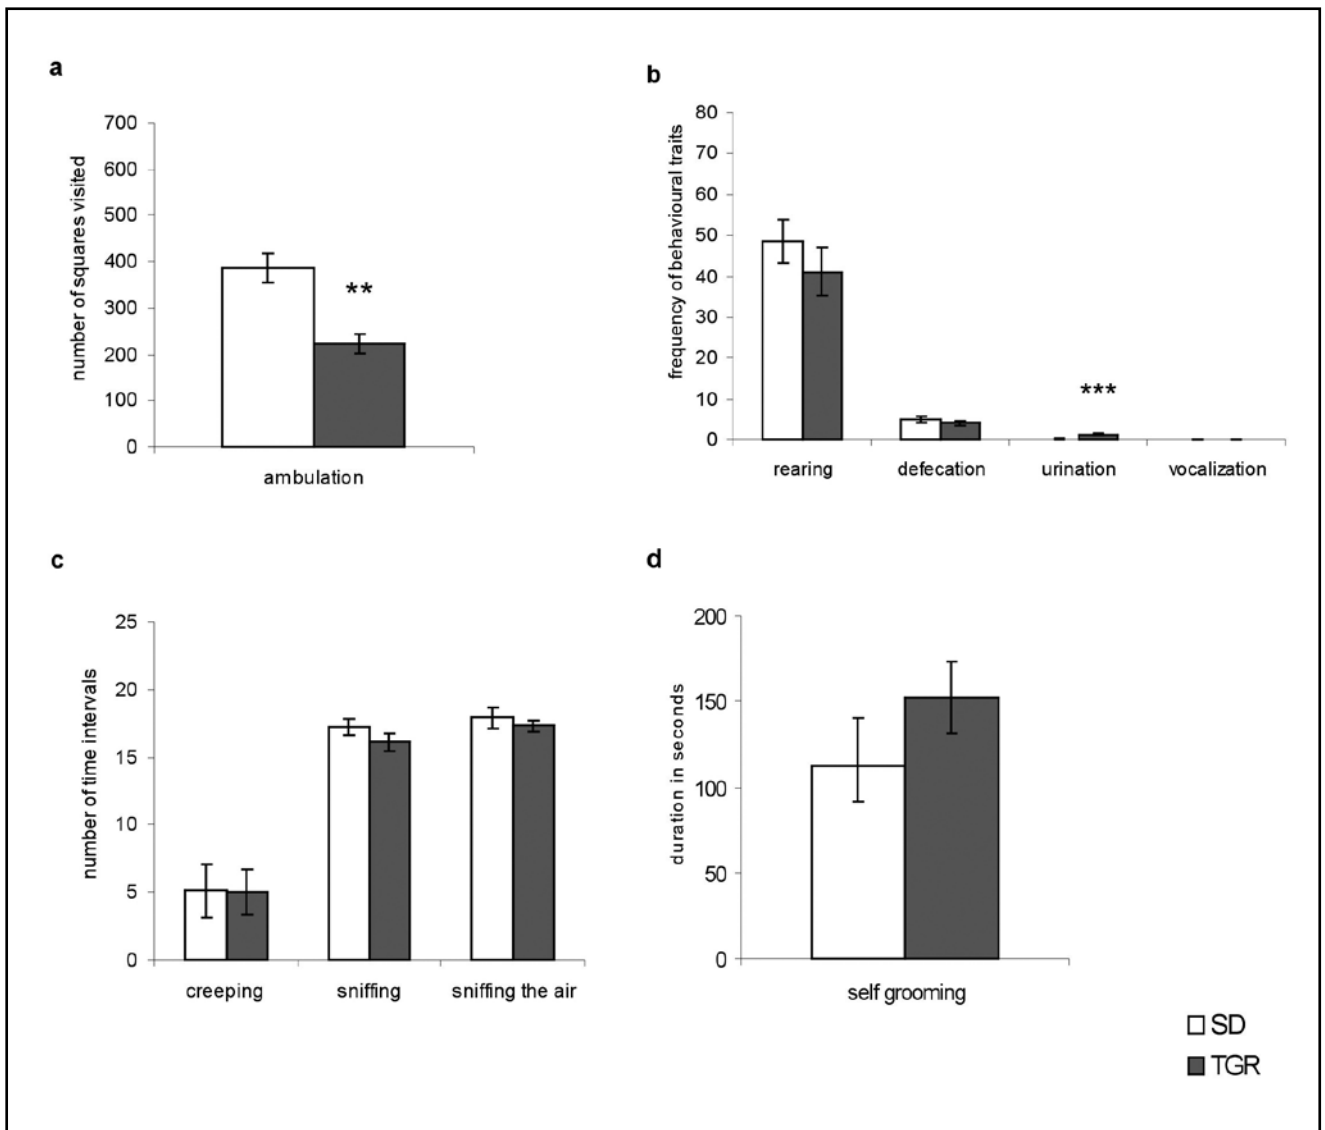 a
number of squares visited
700
600
500
400
300
200
100
0
**
ambulation
b
frequency of behavioural traits
80
70
60
50
40
30
20
10
0
***
rearing defecation urination vocalization
c
number of time intervals
25
20
15
10
5
0
creeping sniffing sniffing the air
d
duration in seconds
200
150
100
50
0
self grooming
SD
TGR